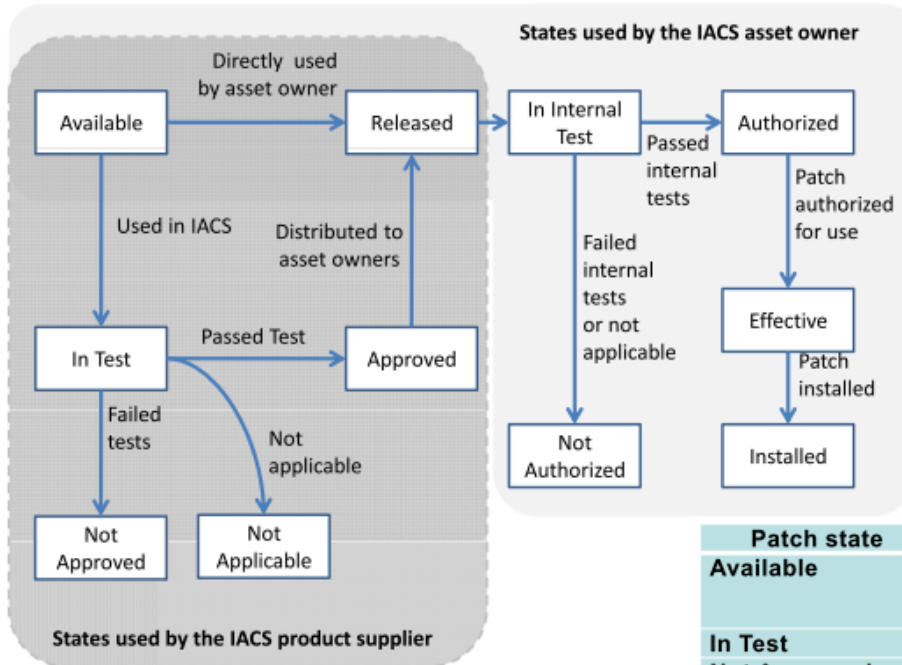 States used by the IACS asset owner
Directly used
by asset owner
Available
Released
In Internal
Test
Authorized
Passed
internal
tests
Patch
authorized
for use
Used in IACS
Distributed to
asset owners
Failed
internal
tests
or not
applicable
Effective
In Test
Passed Test
Approved
Patch
installed
Failed
tests
Not
applicable
Not
Authorized
Installed
Not
Approved
Not
Applicable
States used by the IACS product supplier
Patch state
Available
In Test